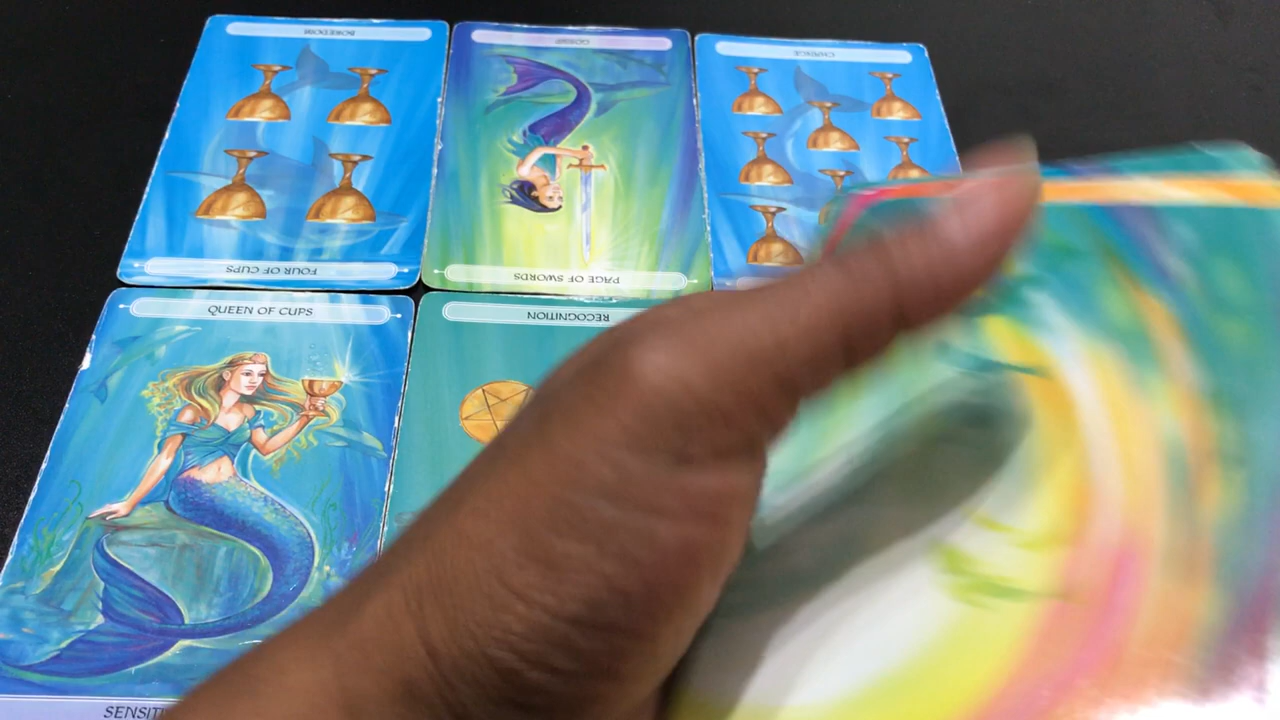 BOREDOM
GOSSIP
CHANGE
FOUR OF CUPS
PAGE OF SWORDS
QUEEN OF CUPS
RECOGNITION